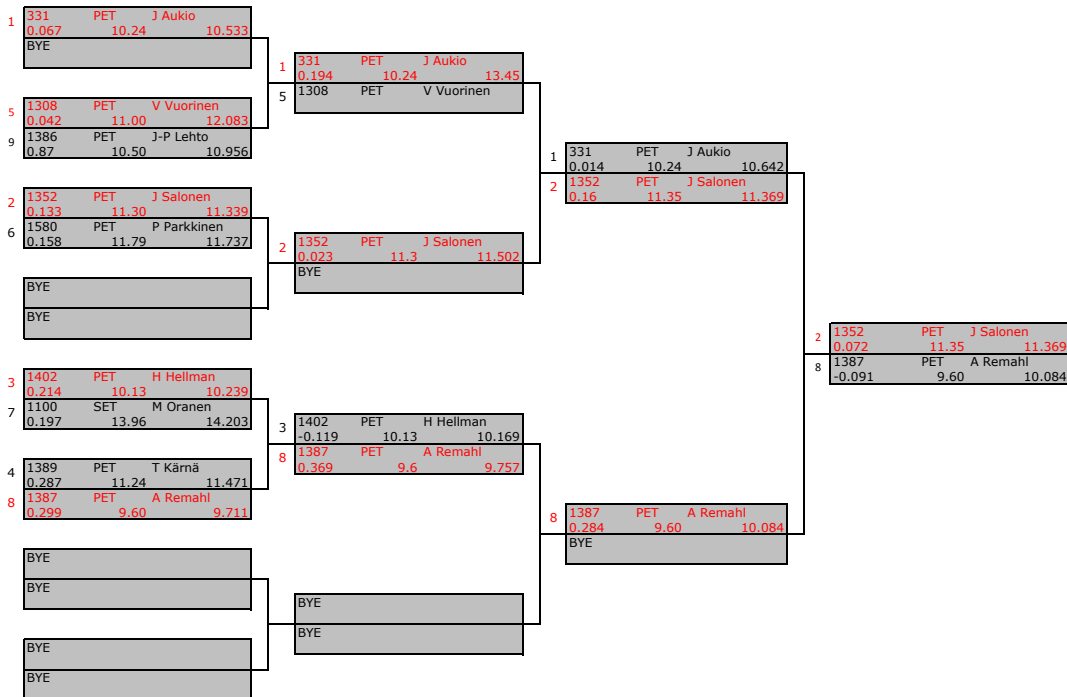 1 331 PET J Aukio
0.067 10.24 10.533
BYE
5 1308 PET V Vuorinen
0.042 11.00 12.083
9 1386 PET J-P Lehto
0.87 10.50 10.956
2 1352 PET J Salonen
0.133 11.30 11.339
6 1580 PET P Parkkinen
0.158 11.79 11.737
BYE
BYE
3 1402 PET H Hellman
0.214 10.13 10.239
7 1100 SET M Oranen
0.197 13.96 14.203
4 1389 PET T Kärnä
0.287 11.24 11.471
8 1387 PET A Remahl
0.299 9.60 9.711
BYE
BYE
BYE
BYE
1 331 PET J Aukio
0.194 10.24 13.45
5 1308 PET V Vuorinen
2 1352 PET J Salonen
0.023 11.3 11.502
BYE
3 1402 PET H Hellman
-0.119 10.13 10.169
8 1387 PET A Remahl
0.369 9.6 9.757
BYE
BYE
1 331 PET J Aukio
0.014 10.24 10.642
2 1352 PET J Salonen
0.16 11.35 11.369
8 1387 PET A Remahl
0.284 9.60 10.084
BYE
2 1352 PET J Salonen
0.072 11.35 11.369
8 1387 PET A Remahl
-0.091 9.60 10.084